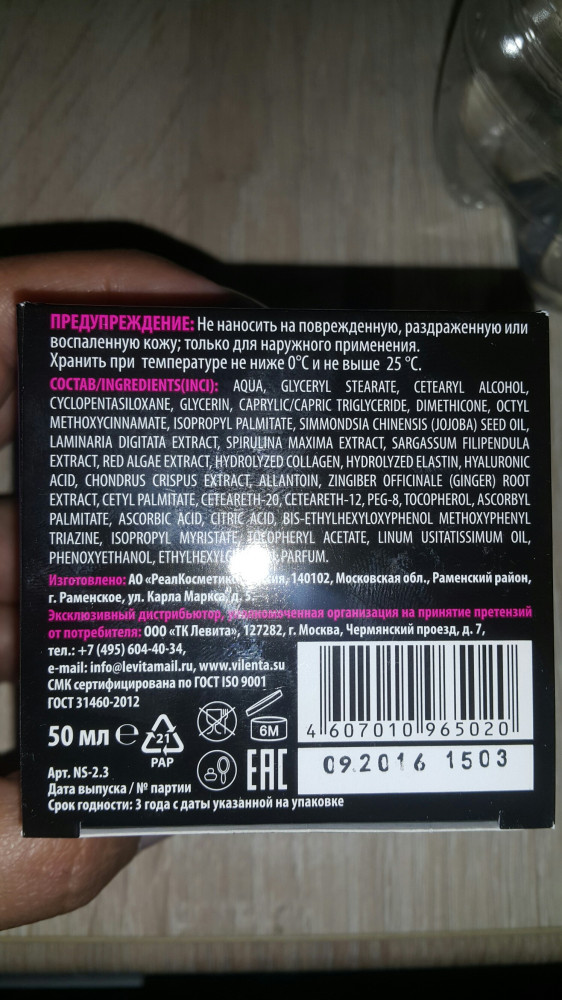 ПРЕДУПРЕЖДЕНИЕ: Не наносить на поврежденную, раздраженную или
воспаленную кожу; только для наружного применения.
Хранить при температуре не ниже 0°C и не выше 25 °C.
СОСТАВ/INGREDIENTS(INCI): AQUA, GLYCERYL STEARATE, CETEARYL ALCOHOL,
CYCLOPENTASILOXANE, GLYCERIN, CAPRYLIC/CAPRIC TRIGLYCERIDE, DIMETHICONE, OCTYL
METHOXYCINNAMATE, ISOPROPYL PALMITATE, SIMMONDSIA CHINENSIS (JOJOBA) SEED OIL,
LAMINARIA DIGITATA EXTRACT, SPIRULINA MAXIMA EXTRACT, SARGASSUM FILIPENDULA
EXTRACT, RED ALGAE EXTRACT, HYDROLYZED COLLAGEN, HYDROLYZED ELASTIN, HYALURONIC
ACID, CHONDRUS CRISPUS EXTRACT, ALLANTOIN, ZINGIBER OFFICINALE (GINGER) ROOT
EXTRACT, CETYL PALMITATE, CETEARETH-20, CETEARETH-12, PEG-8, TOCOPHEROL, ASCORBYL
PALMITATE, ASCORBIC ACID, CITRIC ACID, BIS-ETHYLHEXYLOXYPHENOL METHOXYPHENYL
TRIAZINE, ISOPROPYL MYRISTATE, TOCOPHERYL ACETATE, LINUM USITATISSIMUM OIL,
PHENOXYETHANOL, PARFUM.
Изготовлено: АО 140102, Московская обл., Раменский район,
г. Раменское, ул. Карла Маркса, д. 5.
Эксклюзивный дистрибьютор, уполномоченная организация на принятие претензий
от потребителя: ООО «ТК Левита», 127282, г. Москва, Чермянский проезд, д. 7,
тел.: +7 (495) 604-40-34,
e-mail: info@levitamail.ru, www.vilenta.su
СМК сертифицирована по ГОСТ ISO 9001
ГОСТ 31460-2012
50 мл ℮ 21 6M
PAP
EAC
Арт. NS-2.3
Дата выпуска / № партии
Срок годности: 3 года с даты указанной на упаковке
4 607010 965020
09.2016 1503